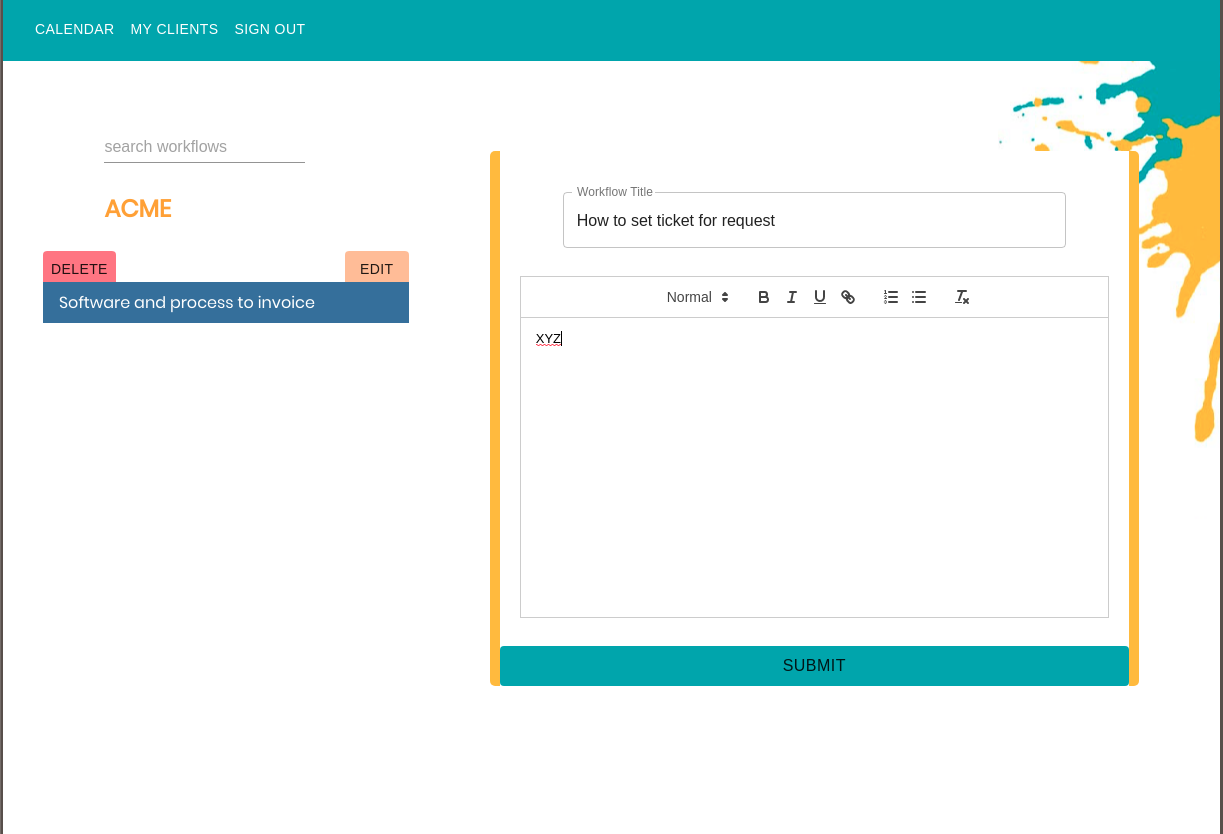 CALENDAR MY CLIENTS SIGN OUT
search workflows
ACME
DELETE EDIT
Software and process to invoice
Workflow Title
How to set ticket for request
Normal
XYZ
SUBMIT